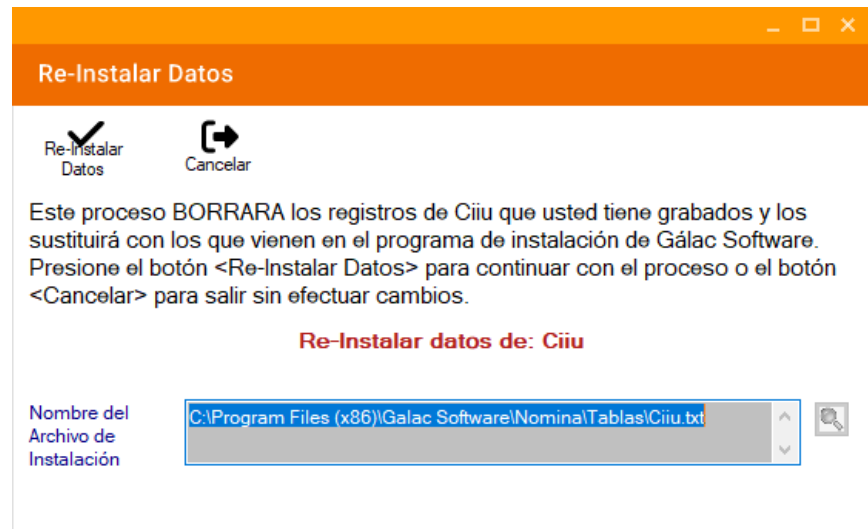 Re-Instalar Datos
Re-Instalar
Datos
Cancelar
Este proceso BORRARA los registros de Ciiu que usted tiene grabados y los
sustituirá con los que vienen en el programa de instalación de Gálac Software.
Presione el botón <Re-Instalar Datos> para continuar con el proceso o el botón
<Cancelar> para salir sin efectuar cambios.
Re-Instalar datos de: Ciiu
Nombre del
Archivo de
Instalación
C:\Program Files (x86)\Galac Software\Nomina\Tablas\Ciiu.txt